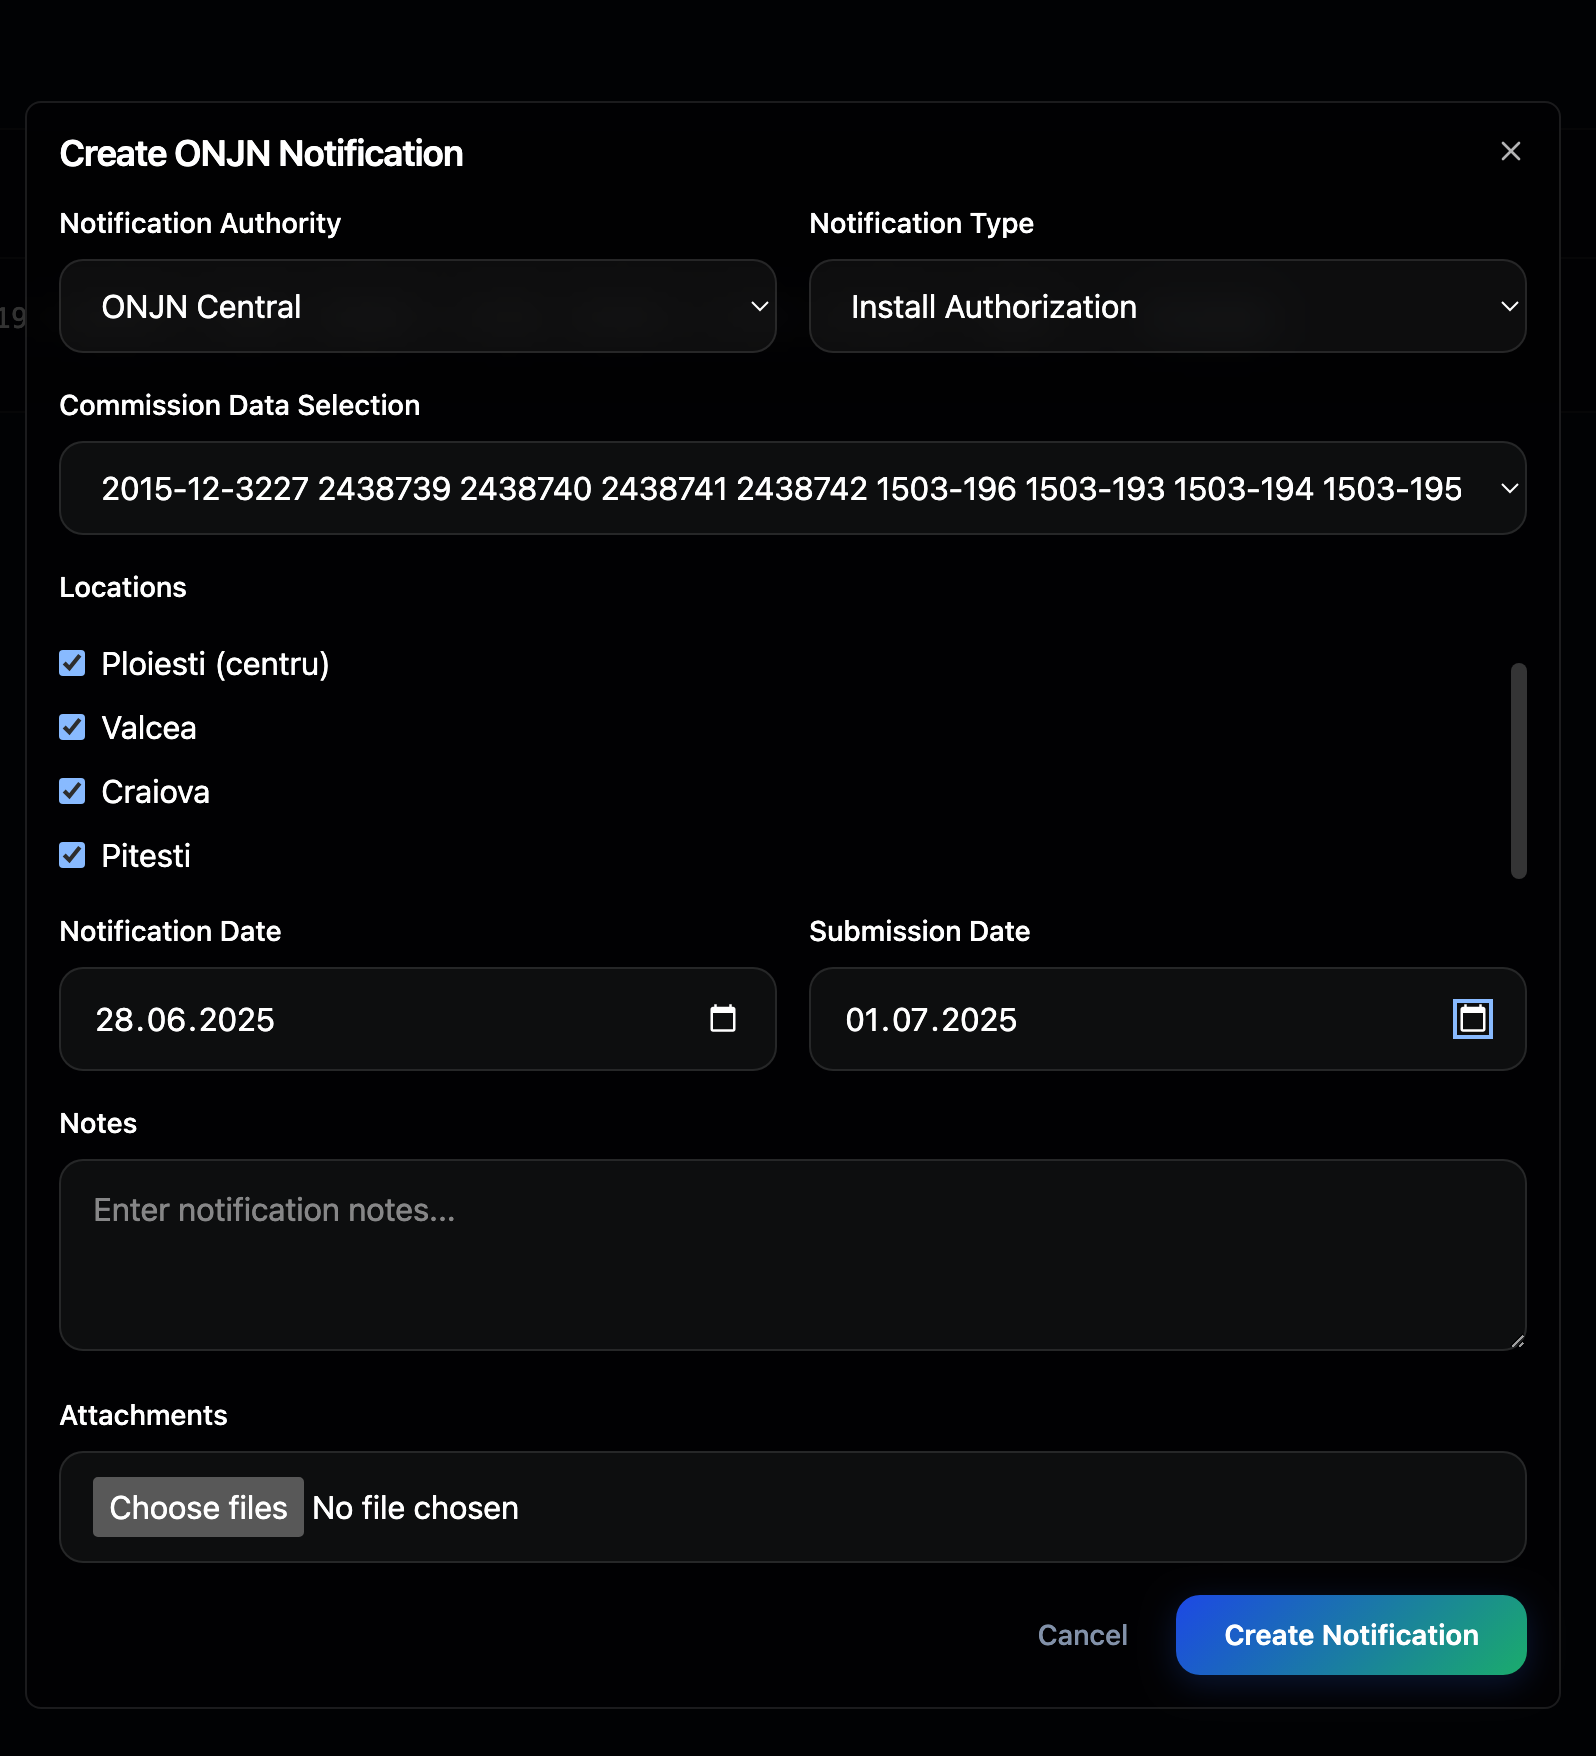 Create ONJN Notification
Notification Authority
Notification Type
19
ONJN Central
Install Authorization
Commission Data Selection
2015-12-3227 2438739 2438740 2438741 2438742 1503-196 1503-193 1503-194 1503-195
Locations
Ploiesti (centru)
Valcea
Craiova
Pitesti
Notification Date
Submission Date
28.06.2025
01.07.2025
Notes
Enter notification notes...
Attachments
Choose files No file chosen
Cancel
Create Notification